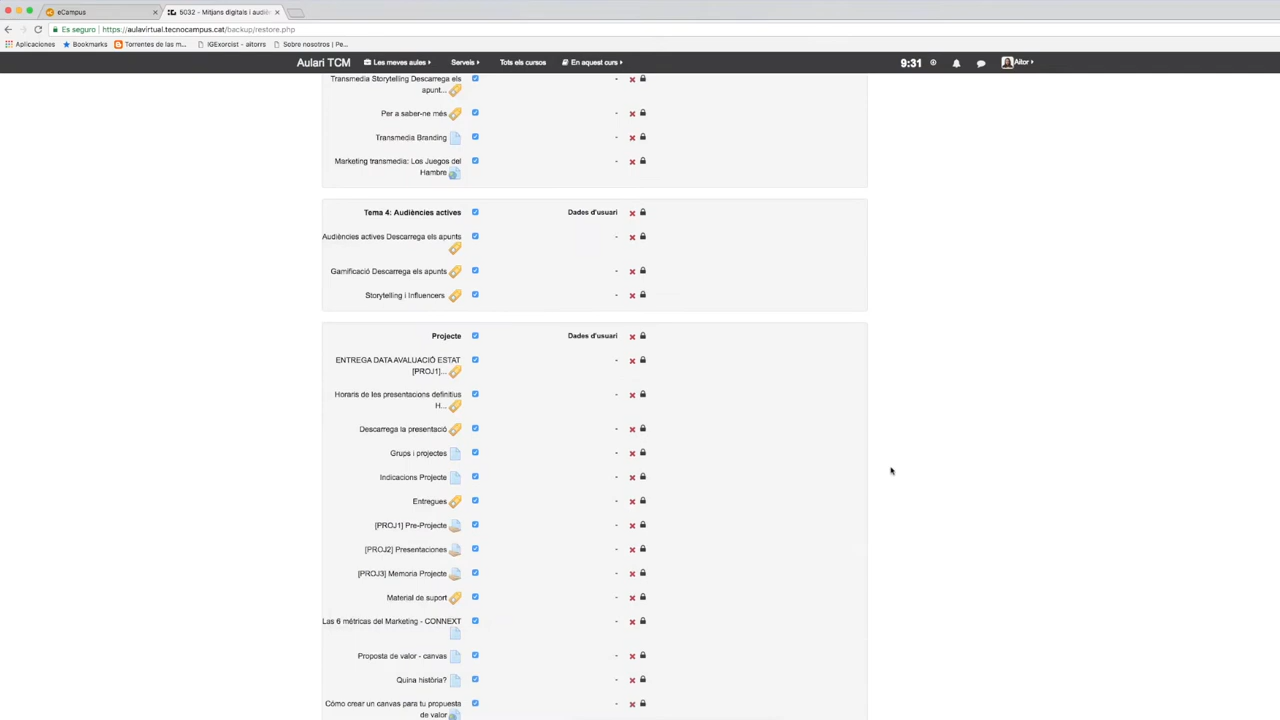 eCampus
5032 - Mitjans digitals i audiè
Es seguro
https://aulavirtual.tecnocampus.cat/backup/restore.php
Aplicaciones
Bookmarks
Torrentes de las m...
IGExorcist - aitorrs
Sobre nosotros | Pe...
Aulari TCM
Les meves aules
Serveis
Tots els cursos
En aquest curs
9:31
Aitor
Transmedia Storytelling Descarrega els
apunt...
-
Per a saber-ne més
-
Transmedia Branding
-
Marketing transmedia: Los Juegos del
Hambre
-
Tema 4: Audiències actives
Dades d'usuari
Audiències actives Descarrega els apunts
-
Gamificació Descarrega els apunts
-
Storytelling i Influencers
-
Projecte
Dades d'usuari
ENTREGA DATA AVALUACIÓ ESTAT
[PROJ1]...
-
Horaris de les presentacions definitius
H...
-
Descarrega la presentació
-
Grups i projectes
-
Indicacions Projecte
-
Entregues
-
[PROJ1] Pre-Projecte
-
[PROJ2] Presentaciones
-
[PROJ3] Memoria Projecte
-
Material de suport
-
Las 6 métricas del Marketing - CONNEXT
-
Proposta de valor - canvas
-
Quina història?
-
Cómo crear un canvas para tu propuesta
de valor
-